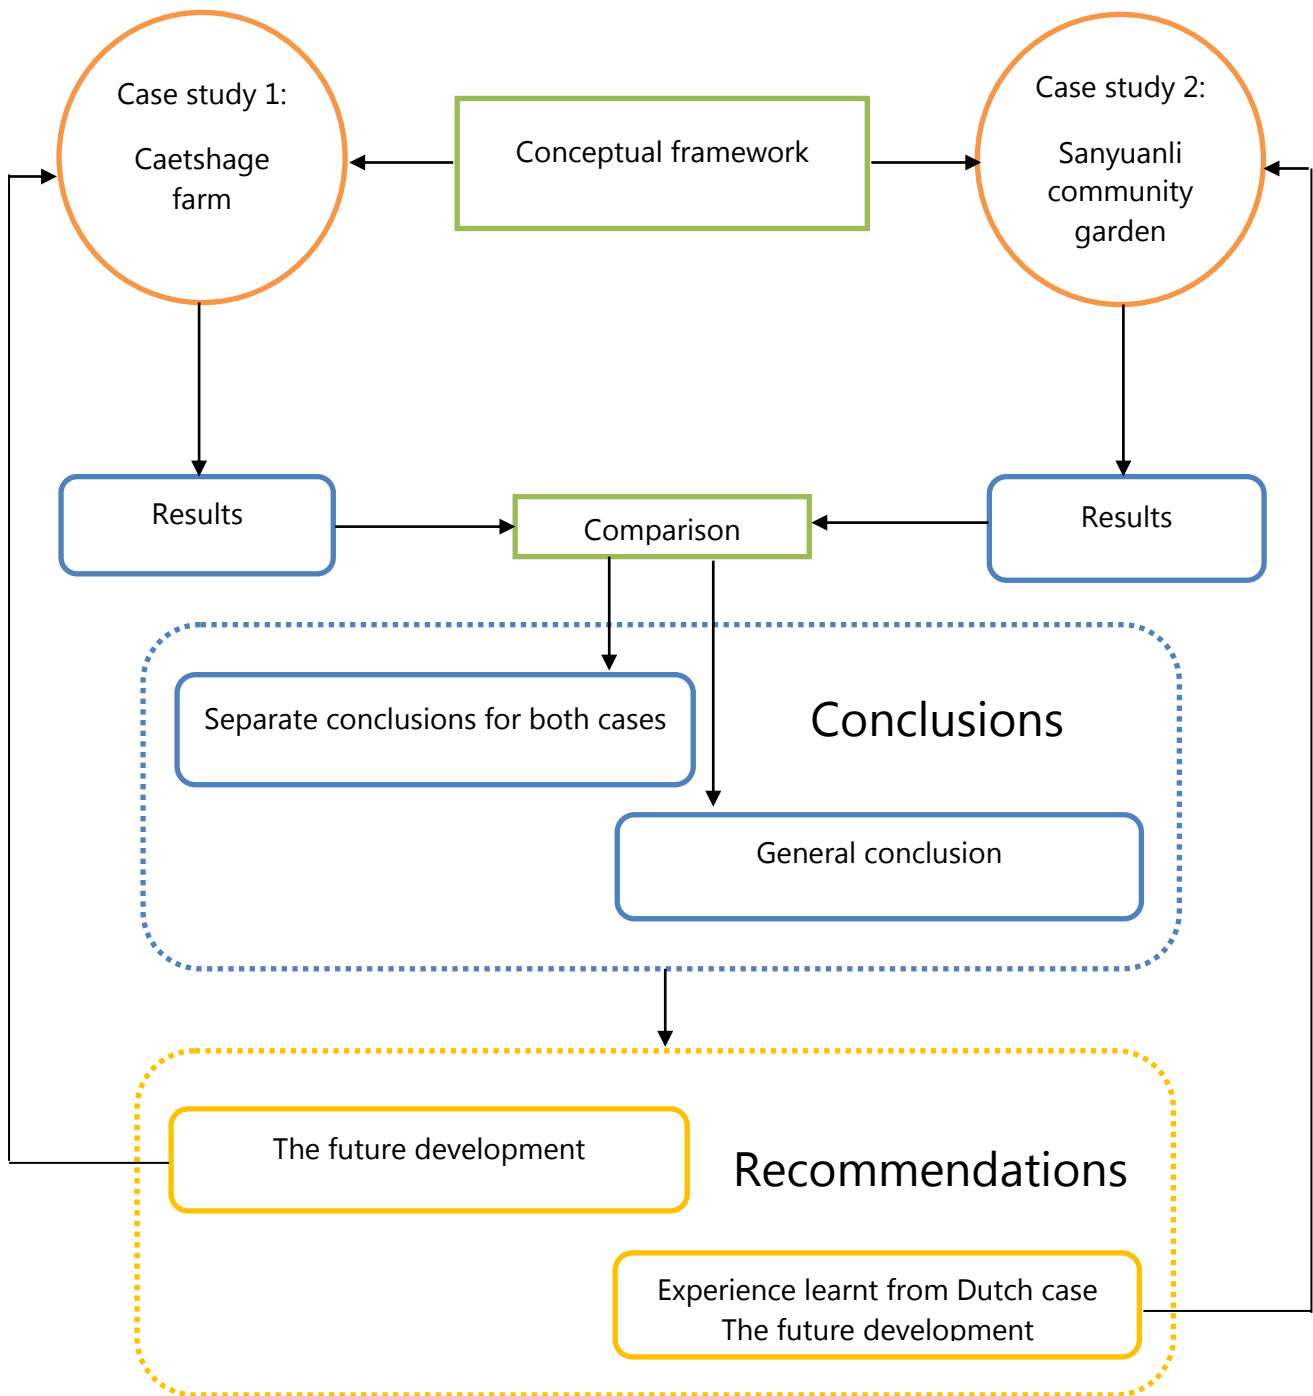 Case study 1:
Caetshage
farm
Conceptual framework
Case study 2:
Sanyuanli
community
garden
Results
Comparison
Results
Separate conclusions for both cases
Conclusions
General conclusion
The future development
Recommendations
Experience learnt from Dutch case
The future development